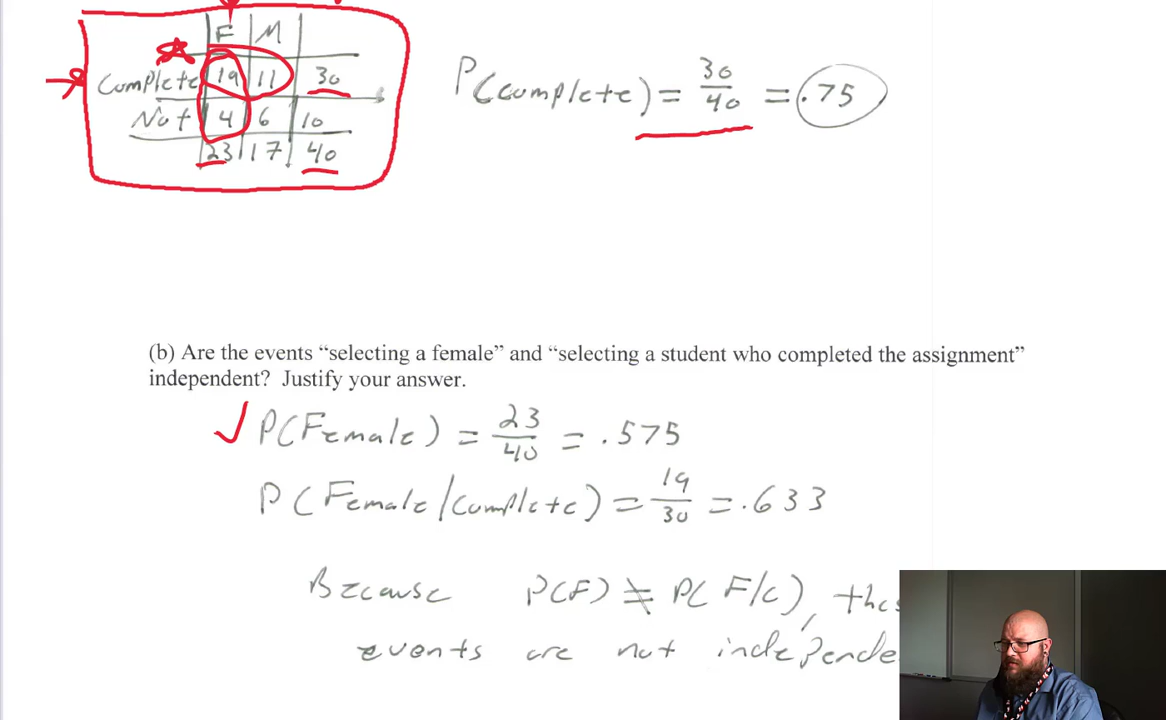 F M
Complete 19 11 30
Not 4 6 10
23 17 40
P(complete) = 30/40 = .75
(b) Are the events “selecting a female” and “selecting a student who completed the assignment”
independent? Justify your answer.
P(Female) = 23/40 = .575
P(Female/complete) = 19/30 = .633
Because P(F) ≠ P(F/C), thes
events are not independe